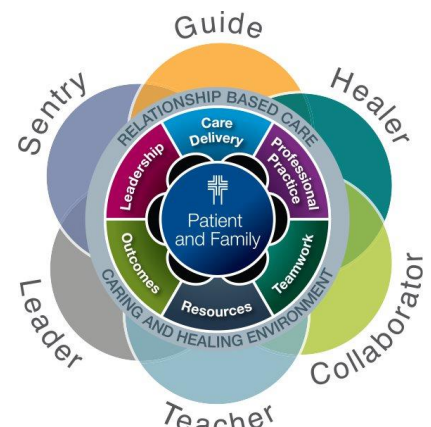 Guide
Healer
Collaborator
Teacher
Leader
Sentry
RELATIONSHIP BASED CARE
CARING AND HEALING ENVIRONMENT
Care
Delivery
Professional
Practice
Teamwork
Resources
Outcomes
Leadership
Patient
and Family